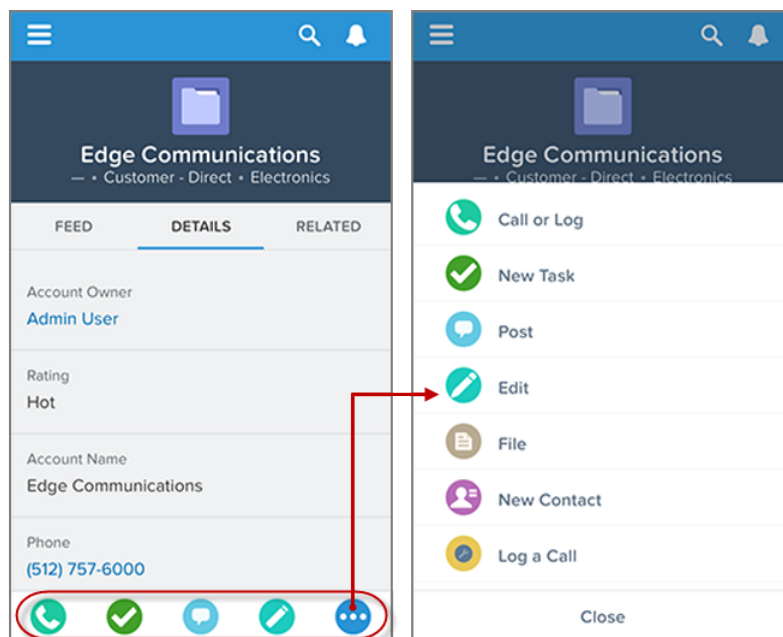 Edge Communications
— • Customer - Direct • Electronics
FEED DETAILS RELATED
Account Owner
Admin User
Rating
Hot
Account Name
Edge Communications
Phone
(512) 757-6000
Edge Communications
— • Customer - Direct • Electronics
Call or Log
New Task
Post
Edit
File
New Contact
Log a Call
Close